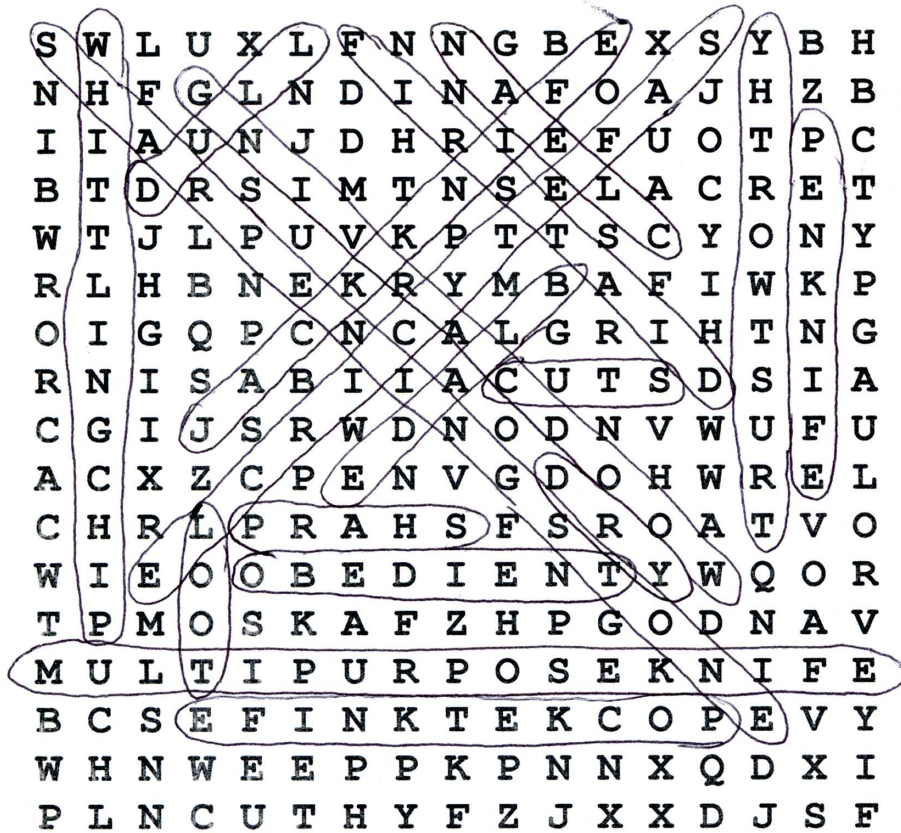 S W L U X L F N N G B E X S Y B H
N H F G L N D I N A F O A J H Z B
I I A U N J D H R I E F U O T P C
B T D R S I M T N S E L A C R E T
W T J L P U V K P T T S C Y O N Y
R L H B N E K R Y M B A F I W K P
O I G Q P C N C A L G R I H T N G
R N I S A B I I A C U T S D S I A
C G I J S R W D N O D N V W U F U
A C X Z C P E N V G D O H W R E L
C H R L P R A H S F S R O A T V O
W I E O O B E D I E N T Y W Q O R
T P M O S K A F Z H P G O D N A V
M U L T I P U R P O S E K N I F E
B C S E F I N K T E K C O P E V Y
W H N W E E P P K P N N X Q D X I
P L N C U T H Y F Z J X X D J S F